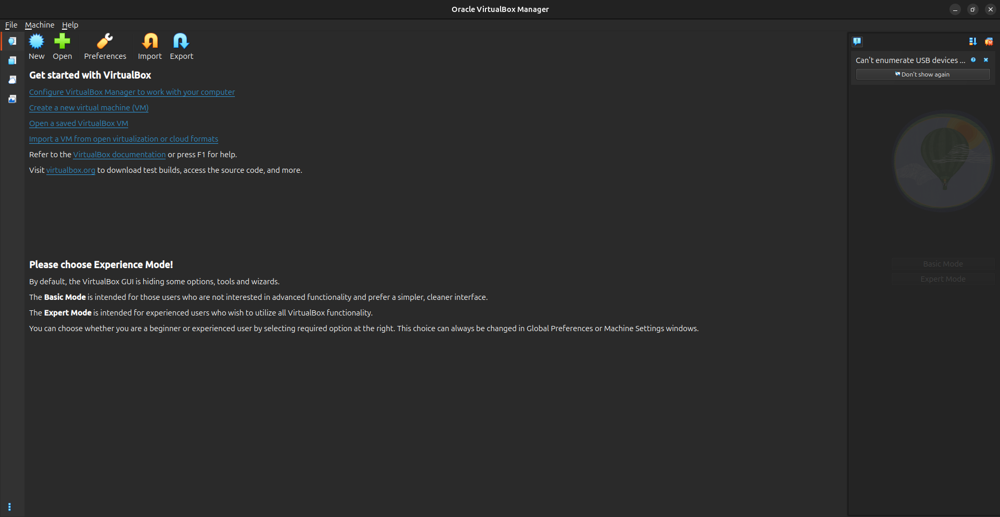 Oracle VirtualBox Manager
File Machine Help
New Open Preferences Import Export
Can't enumerate USB devices ...
Don't show again
Get started with VirtualBox
Configure VirtualBox Manager to work with your computer
Create a new virtual machine (VM)
Open a saved VirtualBox VM
Import a VM from open virtualization or cloud formats
Refer to the VirtualBox documentation or press F1 for help.
Visit virtualbox.org to download test builds, access the source code, and more.
Please choose Experience Mode!
Basic Mode
Expert Mode
By default, the VirtualBox GUI is hiding some options, tools and wizards.
The Basic Mode is intended for those users who are not interested in advanced functionality and prefer a simpler, cleaner interface.
The Expert Mode is intended for experienced users who wish to utilize all VirtualBox functionality.
You can choose whether you are a beginner or experienced user by selecting required option at the right. This choice can always be changed in Global Preferences or Machine Settings windows.